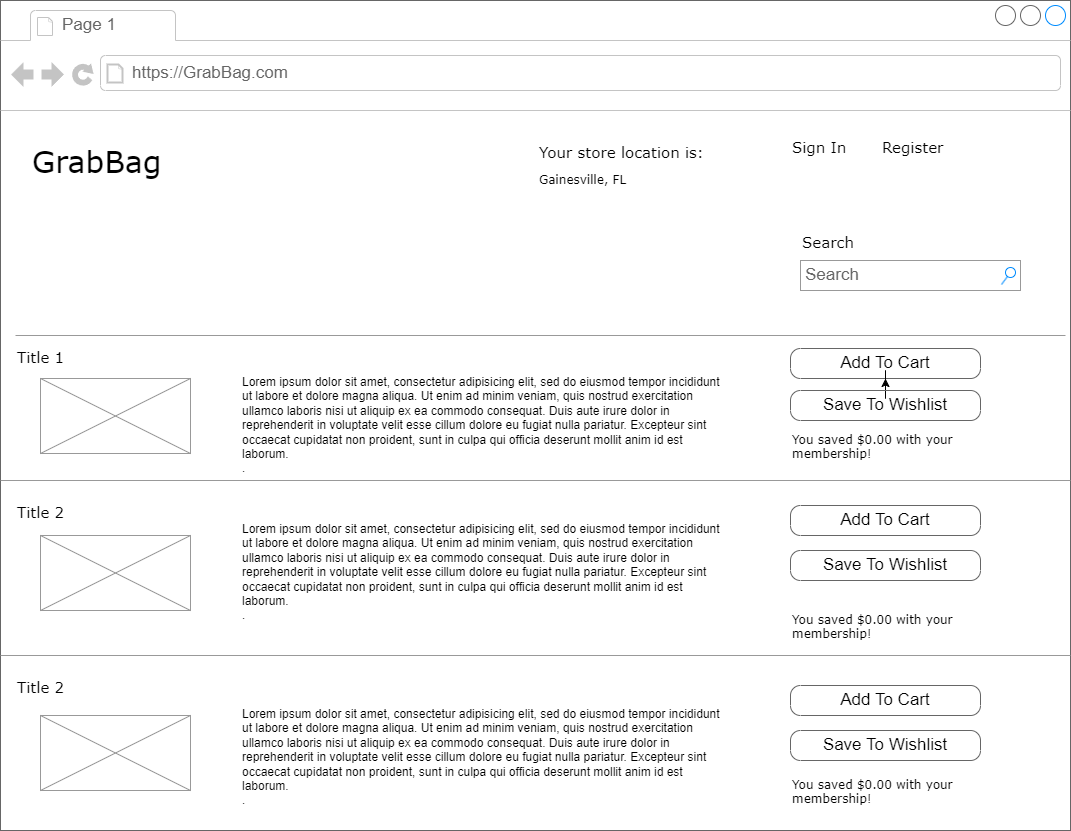 Page 1
https://GrabBag.com
GrabBag
Your store location is:
Gainesville, FL
Sign In
Register
Search
Search
Title 1
Lorem ipsum dolor sit amet, consectetur adipisicing elit, sed do eiusmod tempor incididunt
ut labore et dolore magna aliqua. Ut enim ad minim veniam, quis nostrud exercitation
ullamco laboris nisi ut aliquip ex ea commodo consequat. Duis aute irure dolor in
reprehenderit in voluptate velit esse cillum dolore eu fugiat nulla pariatur. Excepteur sint
occaecat cupidatat non proident, sunt in culpa qui officia deserunt mollit anim id est
laborum.
.
Add To Cart
Save To Wishlist
You saved $0.00 with your
membership!
Title 2
Lorem ipsum dolor sit amet, consectetur adipisicing elit, sed do eiusmod tempor incididunt
ut labore et dolore magna aliqua. Ut enim ad minim veniam, quis nostrud exercitation
ullamco laboris nisi ut aliquip ex ea commodo consequat. Duis aute irure dolor in
reprehenderit in voluptate velit esse cillum dolore eu fugiat nulla pariatur. Excepteur sint
occaecat cupidatat non proident, sunt in culpa qui officia deserunt mollit anim id est
laborum.
.
Add To Cart
Save To Wishlist
You saved $0.00 with your
membership!
Title 2
Lorem ipsum dolor sit amet, consectetur adipisicing elit, sed do eiusmod tempor incididunt
ut labore et dolore magna aliqua. Ut enim ad minim veniam, quis nostrud exercitation
ullamco laboris nisi ut aliquip ex ea commodo consequat. Duis aute irure dolor in
reprehenderit in voluptate velit esse cillum dolore eu fugiat nulla pariatur. Excepteur sint
occaecat cupidatat non proident, sunt in culpa qui officia deserunt mollit anim id est
laborum.
.
Add To Cart
Save To Wishlist
You saved $0.00 with your
membership!